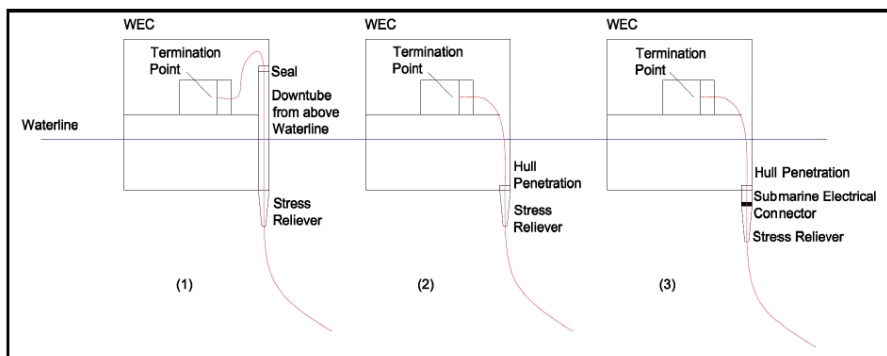 WEC
Termination
Point
Seal
Downtube
from above
Waterline
Waterline
Stress
Reliever
(1)
WEC
Termination
Point
Hull
Penetration
Stress
Reliever
(2)
WEC
Termination
Point
Hull Penetration
Submarine Electrical
Connector
Stress Reliever
(3)